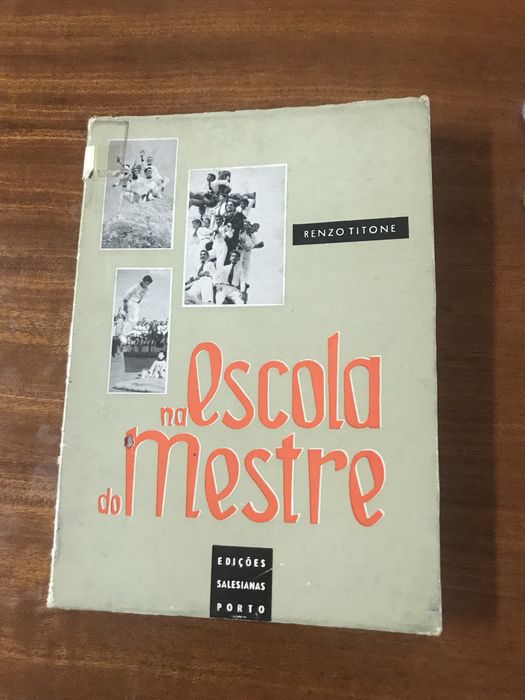 RENZO TITONE
na escola
do Mestre
EDIÇÕES
SALESIANAS
PORTO